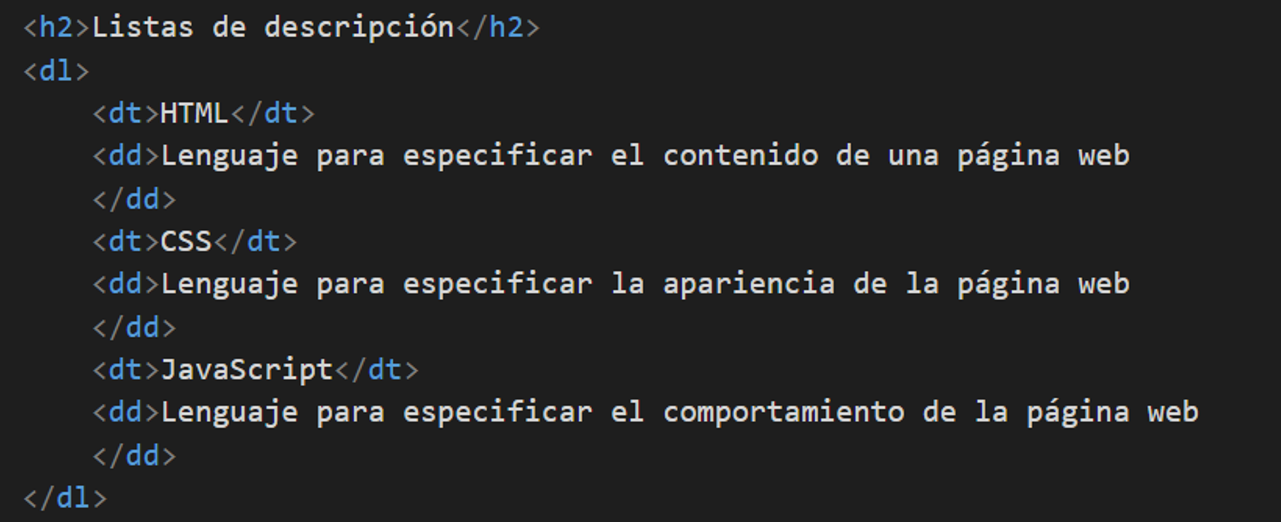 <h2>Listas de descripción</h2>
<dl>
    <dt>HTML</dt>
    <dd>Lenguaje para especificar el contenido de una página web
    </dd>
    <dt>CSS</dt>
    <dd>Lenguaje para especificar la apariencia de la página web
    </dd>
    <dt>JavaScript</dt>
    <dd>Lenguaje para especificar el comportamiento de la página web
    </dd>
</dl>